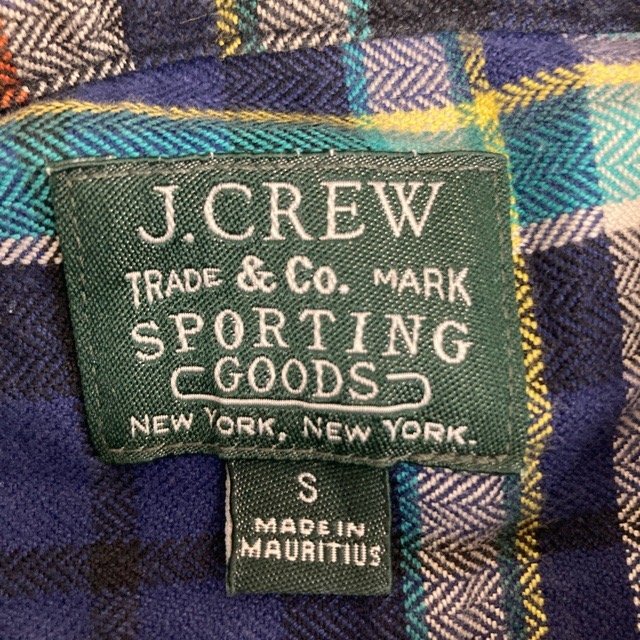 J.CREW
TRADE & Co. MARK
SPORTING
GOODS
NEW YORK, NEW YORK.
S
MADE IN
MAURITIUS